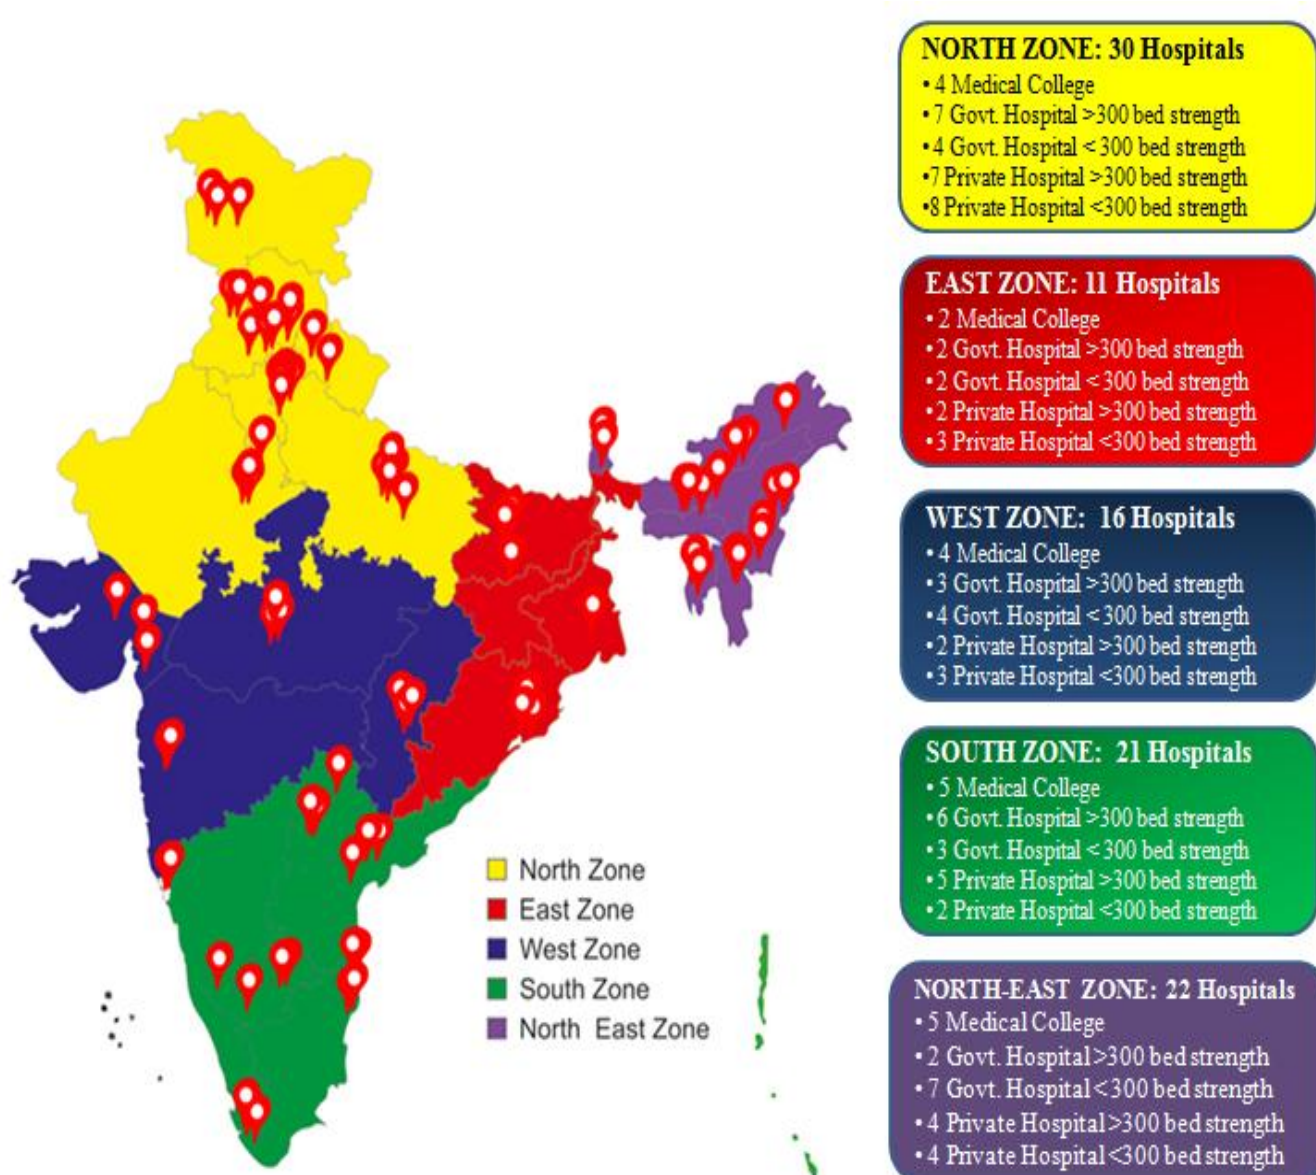 NORTH ZONE: 30 Hospitals
• 4 Medical College
• 7 Govt. Hospital >300 bed strength
• 4 Govt. Hospital < 300 bed strength
•7 Private Hospital >300 bed strength
•8 Private Hospital <300 bed strength
EAST ZONE: 11 Hospitals
• 2 Medical College
•2 Govt. Hospital >300 bed strength
•2 Govt. Hospital < 300 bed strength
• 2 Private Hospital >300 bed strength
• 3 Private Hospital <300 bed strength
WEST ZONE: 16 Hospitals
• 4 Medical College
• 3 Govt. Hospital >300 bed strength
• 4 Govt. Hospital < 300 bed strength
• 2 Private Hospital >300 bed strength
• 3 Private Hospital <300 bed strength
SOUTH ZONE: 21 Hospitals
• 5 Medical College
• 6 Govt. Hospital >300 bed strength
• 3 Govt. Hospital < 300 bed strength
• 5 Private Hospital >300 bed strength
• 2 Private Hospital <300 bed strength
NORTH-EAST ZONE: 22 Hospitals
• 5 Medical College
• 2 Govt. Hospital >300 bed strength
• 7 Govt. Hospital <300 bed strength
• 4 Private Hospital >300 bed strength
• 4 Private Hospital <300 bed strength
North Zone
East Zone
West Zone
South Zone
North East Zone